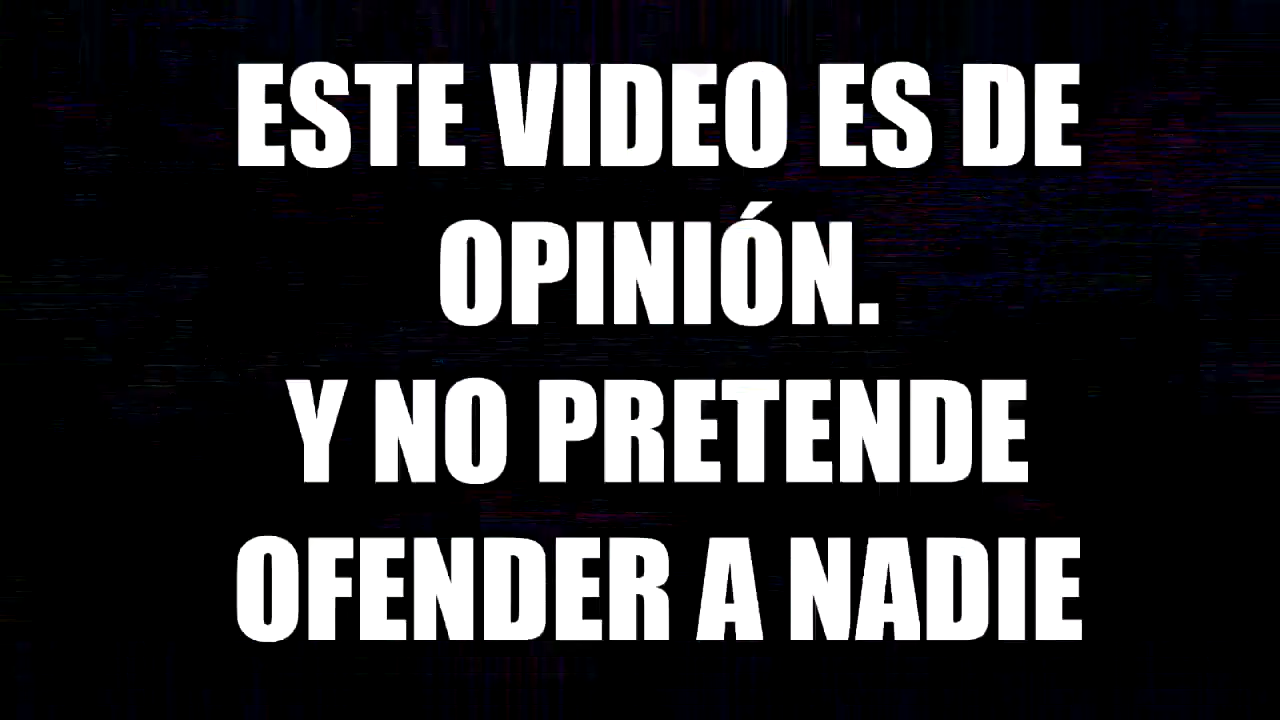 ESTE VIDEO ES DE
OPINIÓN.
Y NO PRETENDE
OFENDER A NADIE